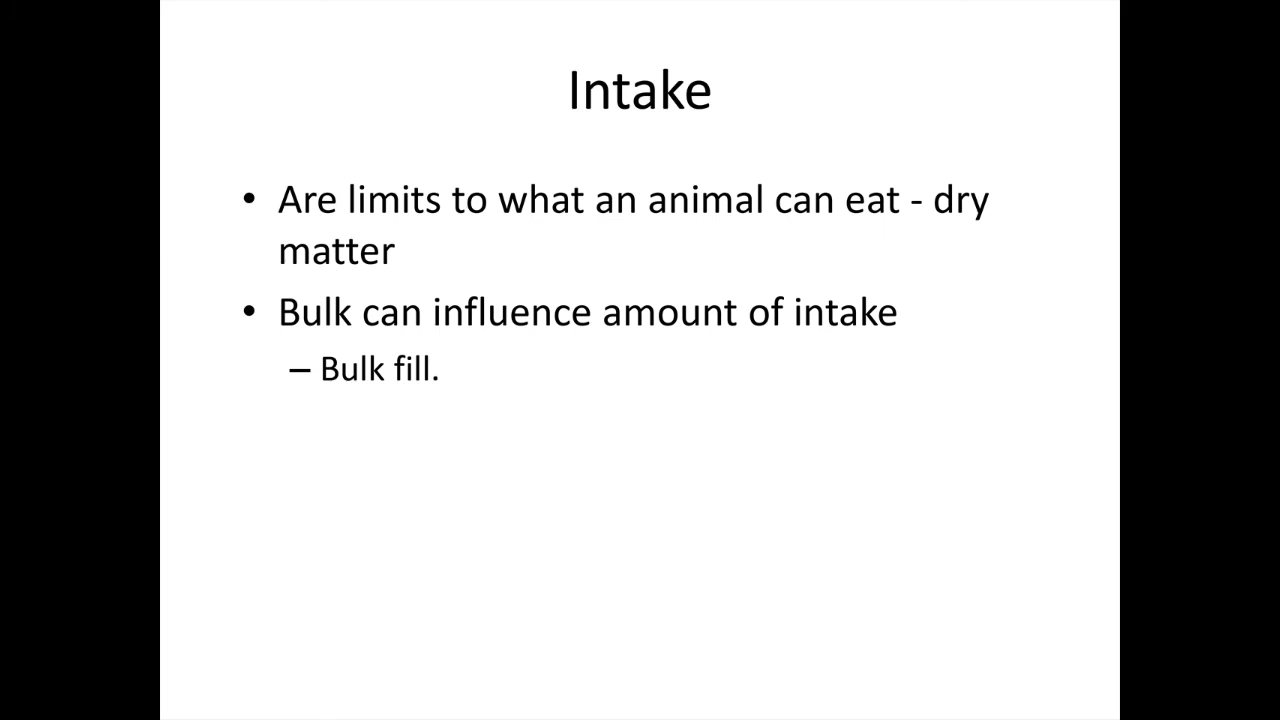 Intake
• Are limits to what an animal can eat - dry
matter
• Bulk can influence amount of intake
– Bulk fill.